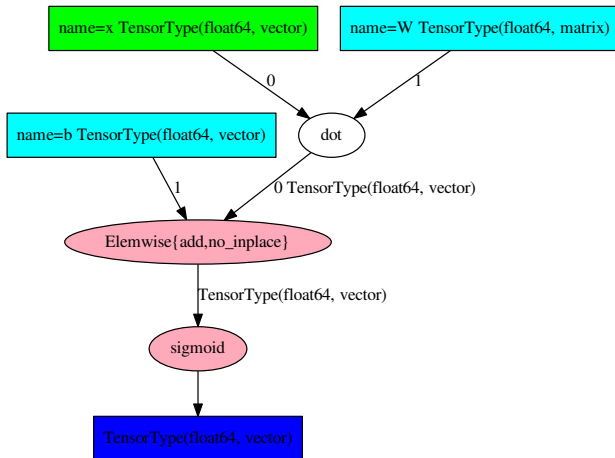 name=x TensorType(float64, vector)
name=W TensorType(float64, matrix)
0
1
name=b TensorType(float64, vector)
dot
1
0 TensorType(float64, vector)
Elemwise{add,no_inplace}
TensorType(float64, vector)
sigmoid
TensorType(float64, vector)